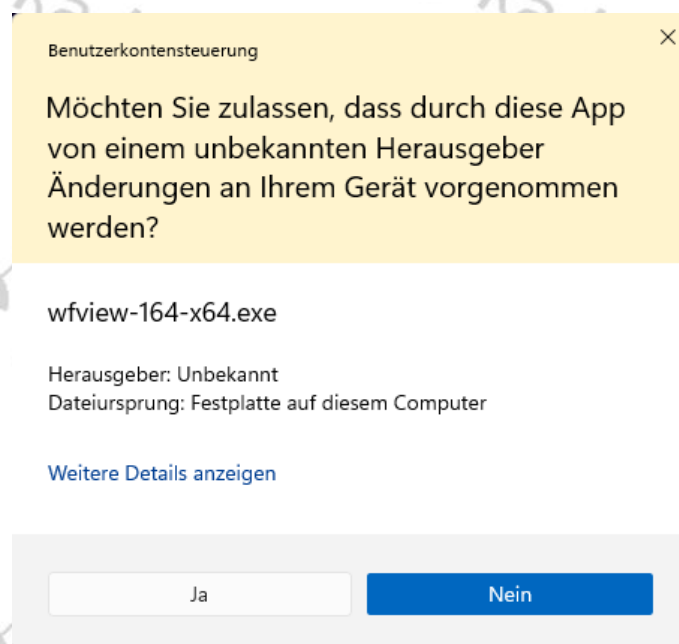 Benutzerkontensteuerung
Möchten Sie zulassen, dass durch diese App
von einem unbekannten Herausgeber
Änderungen an Ihrem Gerät vorgenommen
werden?
wfview-164-x64.exe
Herausgeber: Unbekannt
Dateiursprung: Festplatte auf diesem Computer
Weitere Details anzeigen
Ja
Nein